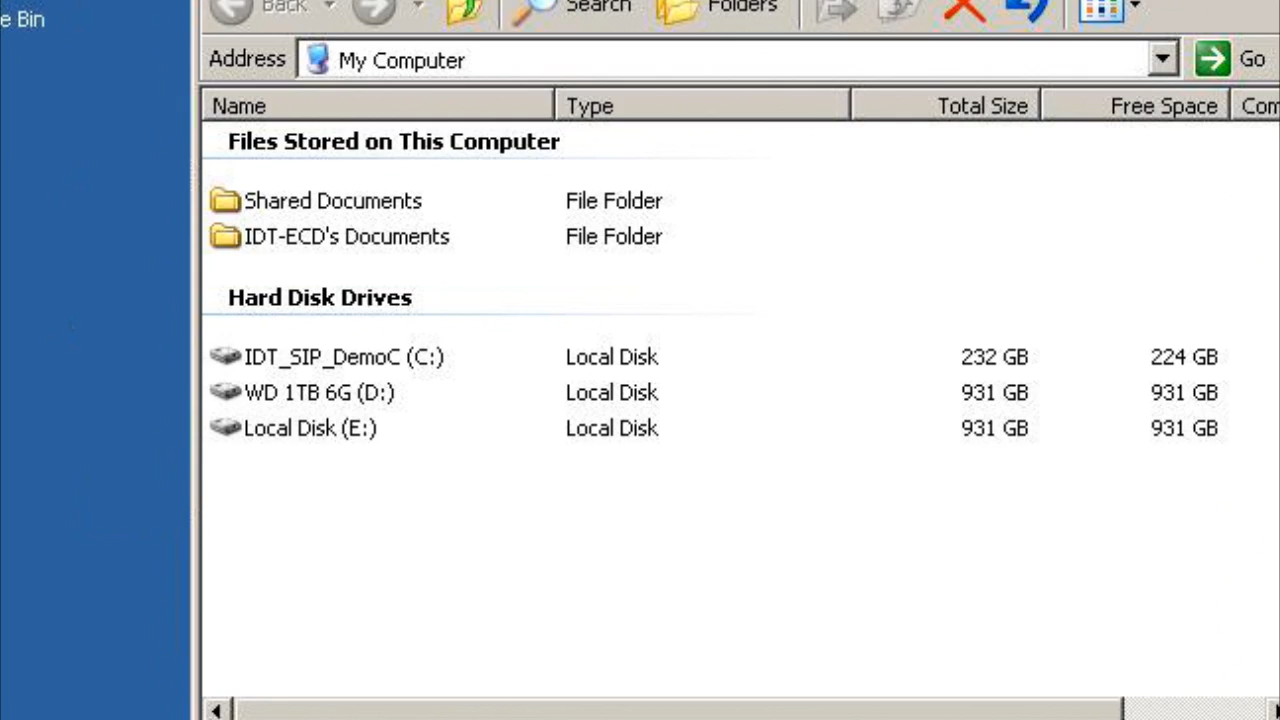 e Bin
Back Search Folders
Address My Computer Go
Name Type Total Size Free Space Com
Files Stored on This Computer
Shared Documents File Folder
IDT-ECD's Documents File Folder
Hard Disk Drives
IDT_SIP_DemoC (C:) Local Disk 232 GB 224 GB
WD 1TB 6G (D:) Local Disk 931 GB 931 GB
Local Disk (E:) Local Disk 931 GB 931 GB